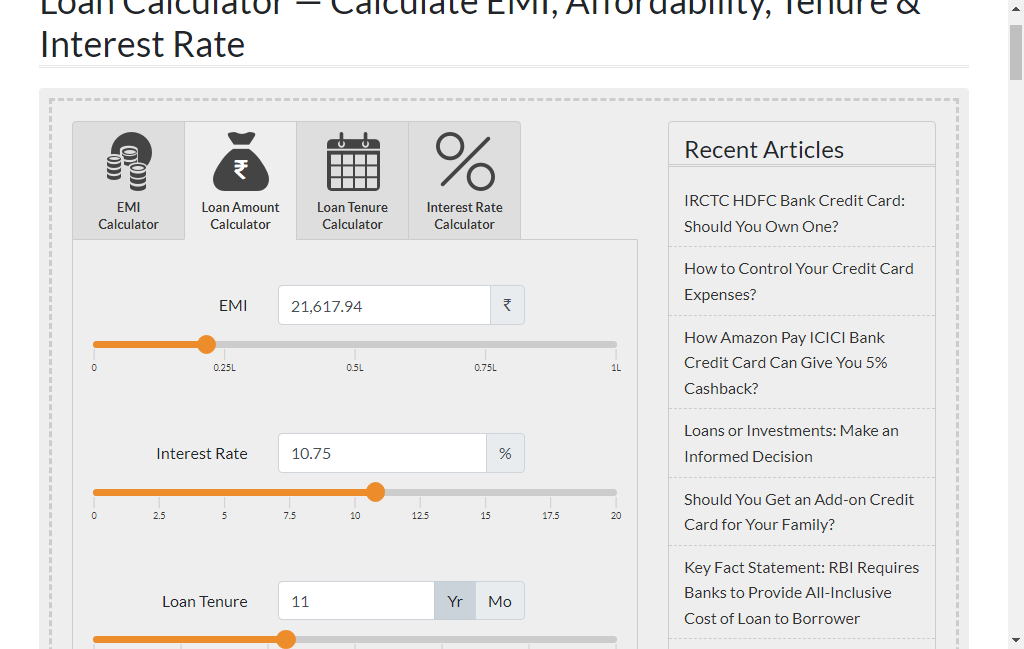 Loan Calculator — Calculate EMI, Affordability, Tenure &
Interest Rate
EMI
Calculator
Loan Amount
Calculator
Loan Tenure
Calculator
Interest Rate
Calculator
EMI
21,617.94
₹
0
0.25L
0.5L
0.75L
1L
Interest Rate
10.75
%
0
2.5
5
7.5
10
12.5
15
17.5
20
Loan Tenure
11
Yr
Mo
Recent Articles
IRCTC HDFC Bank Credit Card:
Should You Own One?
How to Control Your Credit Card
Expenses?
How Amazon Pay ICICI Bank
Credit Card Can Give You 5%
Cashback?
Loans or Investments: Make an
Informed Decision
Should You Get an Add-on Credit
Card for Your Family?
Key Fact Statement: RBI Requires
Banks to Provide All-Inclusive
Cost of Loan to Borrower